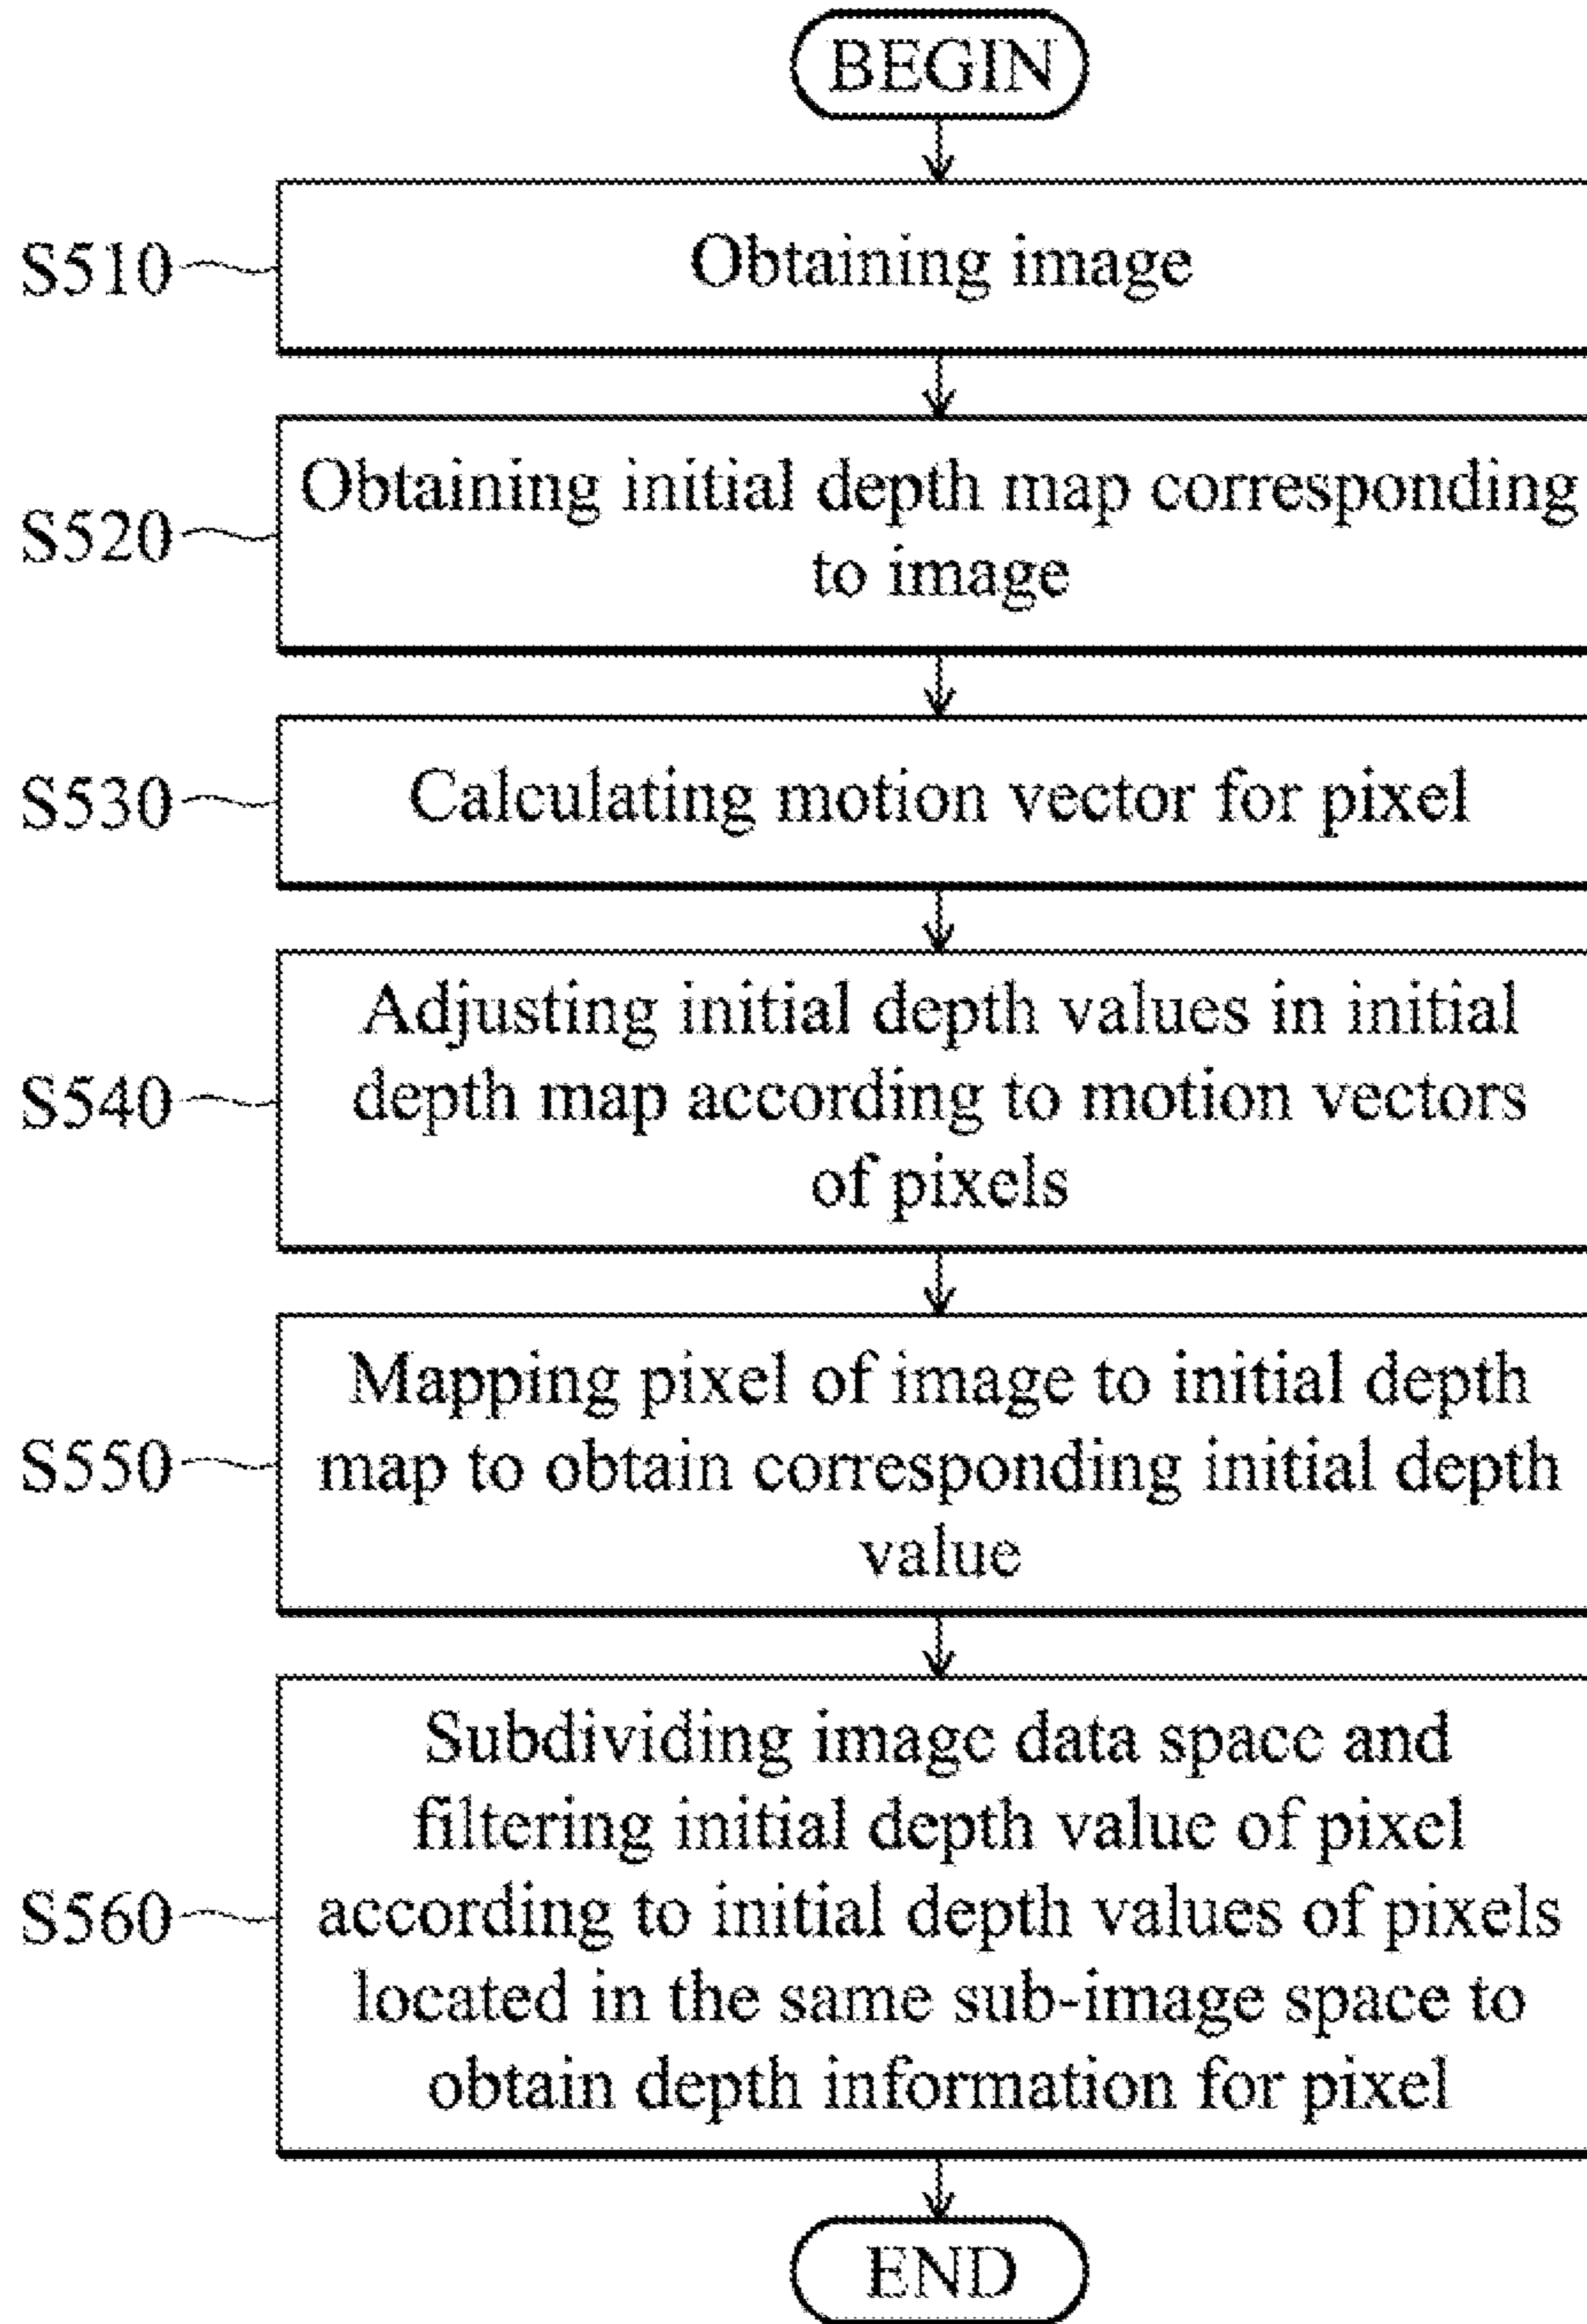 BEGIN
S510
Obtaining image
S520
Obtaining initial depth map corresponding
to image
S530
Calculating motion vector for pixel
S540
Adjusting initial depth values in initial
depth map according to motion vectors
of pixels
S550
Mapping pixel of image to initial depth
map to obtain corresponding initial depth
value
S560
Subdividing image data space and
filtering initial depth value of pixel
according to initial depth values of pixels
located in the same sub-image space to
obtain depth information for pixel
END